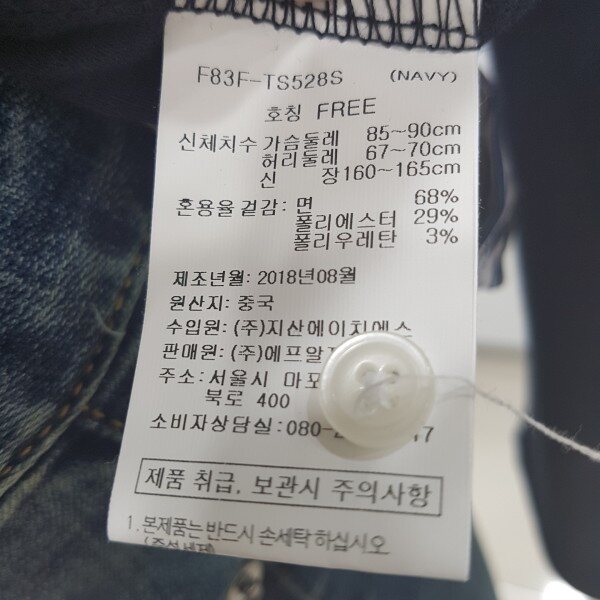 F83F-TS528S (NAVY)
호칭 FREE
신체치수 가슴둘레 85~90cm
허리둘레 67~70cm
신 장 160~165cm
혼용율 겉감: 면 68%
폴리에스터 29%
폴리우레탄 3%
제조년월: 2018년08월
원산지: 중국
수입원: (주)지산에이치에스
판매원: (주)에프알
주소: 서울시 마포
북로 400
소비자상담실: 080-
제품 취급, 보관시 주의사항
1. 본제품는 반드시 손세탁 하십시오
(중성세제)